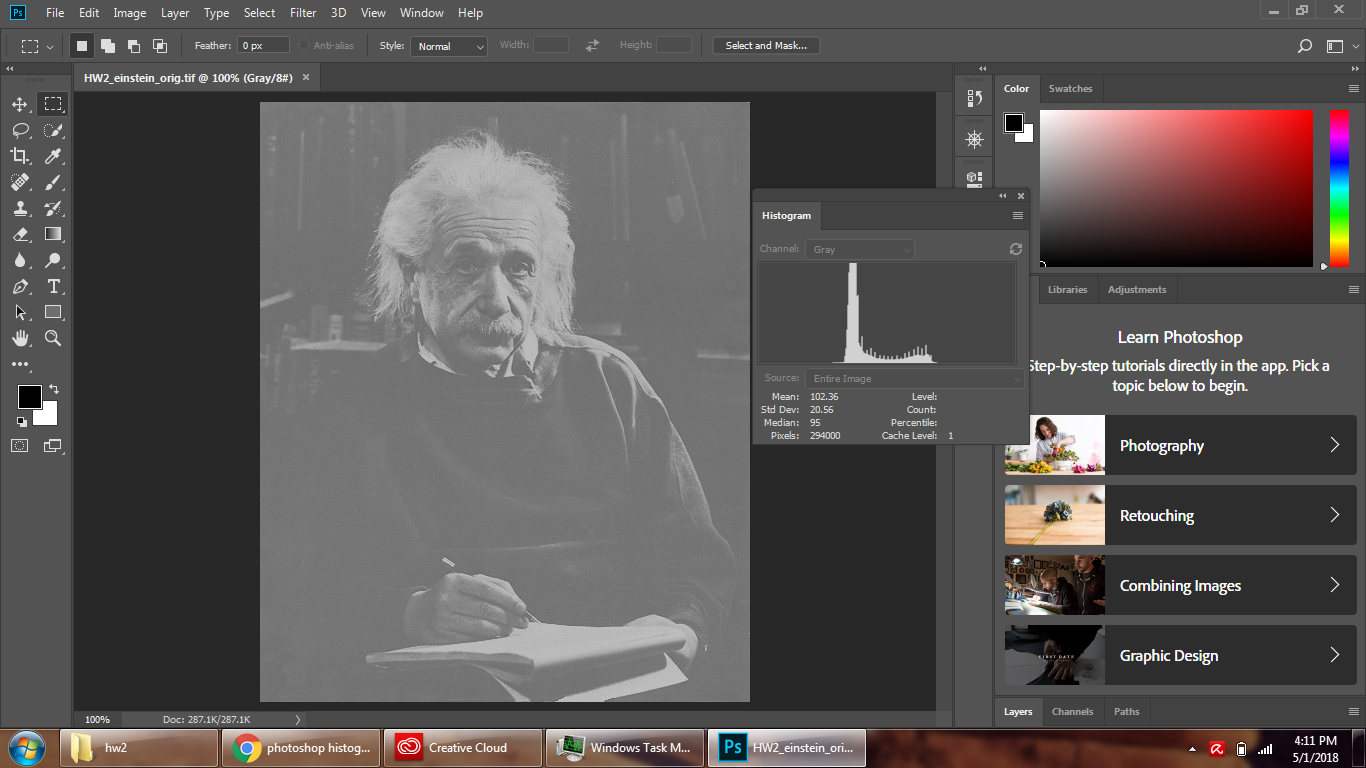 Ps File Edit Image Layer Type Select Filter 3D View Window Help
Feather: 0 px Anti-alias Style: Normal Width: Height: Select and Mask...
HW2_einstein_orig.tif @ 100% (Gray/8#) ×
Color Swatches
Histogram
Channel: Gray
Libraries Adjustments
Learn Photoshop
Step-by-step tutorials directly in the app. Pick a
topic below to begin.
Source: Entire Image
Mean: 102.36 Level:
Std Dev: 20.56 Count:
Median: 95 Percentile:
Pixels: 294000 Cache Level: 1
Photography
Retouching
Combining Images
FIRST DATE
Graphic Design
100% Doc: 287.1K/287.1K
Layers Channels Paths
hw2 photoshop histog... Creative Cloud Windows Task M... Ps HW2_einstein_ori...
4:11 PM
5/1/2018